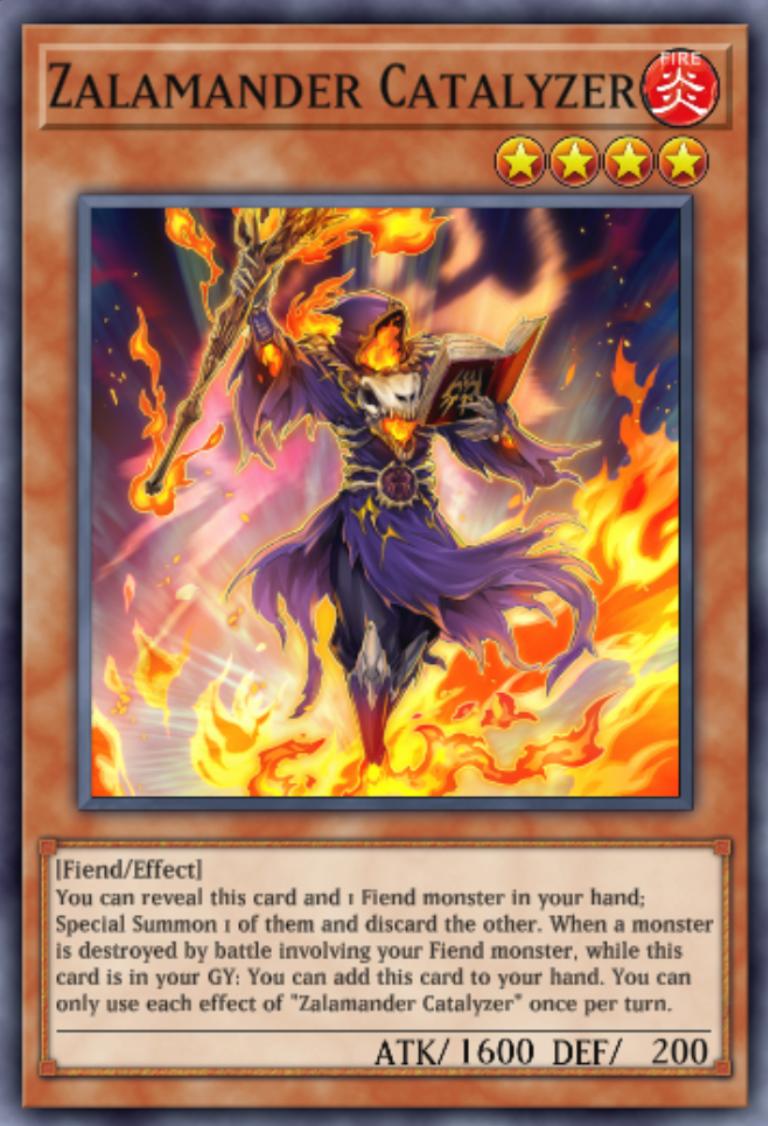 ZALAMANDER CATALYZER
FIRE
炎
[Fiend/Effect]
You can reveal this card and 1 Fiend monster in your hand;
Special Summon 1 of them and discard the other. When a monster
is destroyed by battle involving your Fiend monster, while this
card is in your GY: You can add this card to your hand. You can
only use each effect of "Zalamander Catalyzer" once per turn.
ATK/ 1600 DEF/ 200